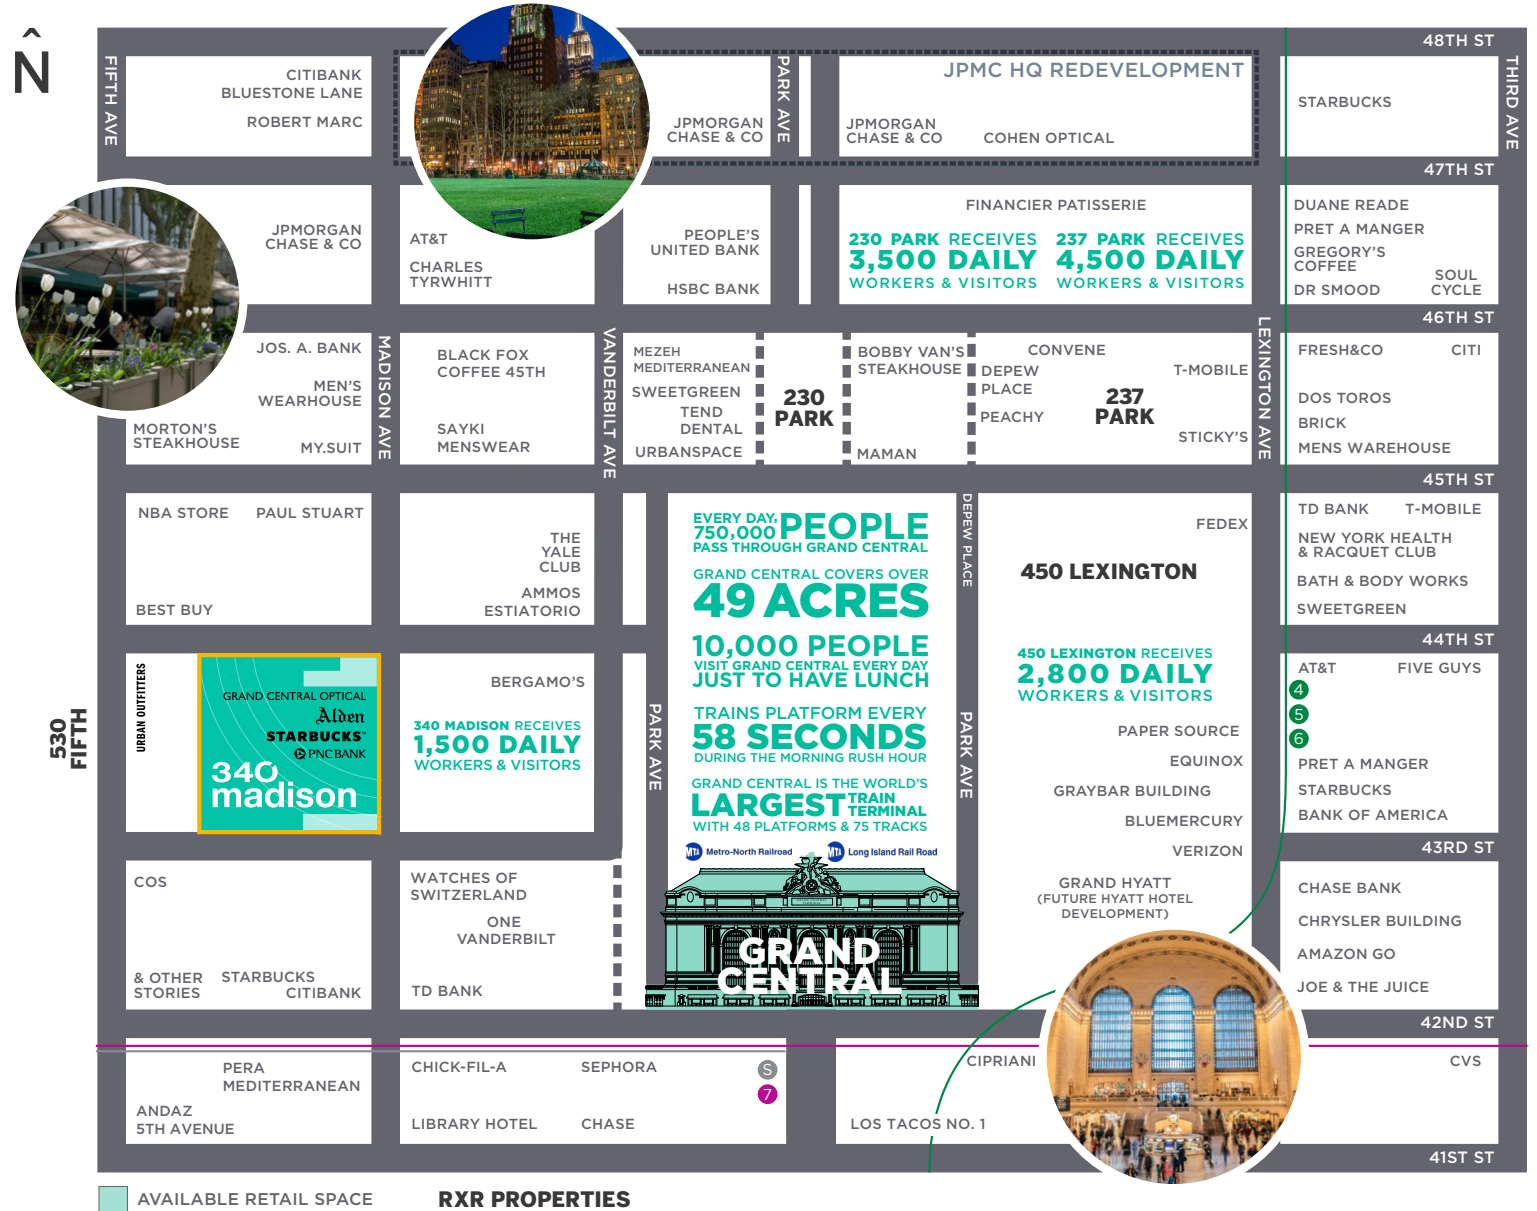 N
48TH ST
FIFTH AVE
CITIBANK
BLUESTONE LANE
ROBERT MARC
JPMORGAN
CHASE & CO
PARK AVE
JPMC HQ REDEVELOPMENT
JPMORGAN
CHASE & CO
COHEN OPTICAL
STARBUCKS
THIRD AVE
47TH ST
JPMORGAN
CHASE & CO
AT&T
CHARLES
TYRWHITT
PEOPLE'S
UNITED BANK
HSBC BANK
FINANCIER PATISSERIE
230 PARK RECEIVES
3,500 DAILY
WORKERS & VISITORS
237 PARK RECEIVES
4,500 DAILY
WORKERS & VISITORS
DUANE READE
PRET A MANGER
GREGORY'S
COFFEE
DR SMOOD
SOUL
CYCLE
46TH ST
JOS. A. BANK
MEN'S
WEARHOUSE
MORTON'S
STEAKHOUSE
MY.SUIT
MADISON AVE
BLACK FOX
COFFEE 45TH
SAYKI
MENSWEAR
VANDERBILT AVE
MEZEH
MEDITERRANEAN
SWEETGREEN
TEND
DENTAL
URBANSPACE
230
PARK
BOBBY VAN'S
STEAKHOUSE
MAMAN
CONVENE
DEPEW
PLACE
PEACHY
237
PARK
T-MOBILE
STICKY'S
LEXINGTON AVE
FRESH&CO
CITI
DOS TOROS
BRICK
MENS WAREHOUSE
45TH ST
NBA STORE
PAUL STUART
BEST BUY
THE
YALE
CLUB
AMMOS
ESTIATORIO
EVERY DAY,
750,000 PEOPLE
PASS THROUGH GRAND CENTRAL
GRAND CENTRAL COVERS OVER
49 ACRES
10,000 PEOPLE
VISIT GRAND CENTRAL EVERY DAY
JUST TO HAVE LUNCH
TRAINS PLATFORM EVERY
58 SECONDS
DURING THE MORNING RUSH HOUR
GRAND CENTRAL IS THE WORLD'S
LARGEST TRAIN
TERMINAL
WITH 48 PLATFORMS & 75 TRACKS
MTA Metro-North Railroad
MTA Long Island Rail Road
GRAND
CENTRAL
DEPEW PLACE
PARK AVE
PARK AVE
FEDEX
450 LEXINGTON
450 LEXINGTON RECEIVES
2,800 DAILY
WORKERS & VISITORS
PAPER SOURCE
EQUINOX
GRAYBAR BUILDING
BLUEMERCURY
VERIZON
GRAND HYATT
(FUTURE HYATT HOTEL
DEVELOPMENT)
TD BANK
T-MOBILE
NEW YORK HEALTH
& RACQUET CLUB
BATH & BODY WORKS
SWEETGREEN
44TH ST
530
FIFTH
URBAN OUTFITTERS
GRAND CENTRAL OPTICAL
Alden
STARBUCKS™
PNC BANK
340
madison
BERGAMO'S
340 MADISON RECEIVES
1,500 DAILY
WORKERS & VISITORS
AT&T
FIVE GUYS
4
5
6
PRET A MANGER
STARBUCKS
BANK OF AMERICA
43RD ST
COS
& OTHER
STORIES
STARBUCKS
CITIBANK
WATCHES OF
SWITZERLAND
ONE
VANDERBILT
TD BANK
CHASE BANK
CHRYSLER BUILDING
AMAZON GO
JOE & THE JUICE
42ND ST
PERA
MEDITERRANEAN
ANDAZ
5TH AVENUE
CHICK-FIL-A
SEPHORA
S
7
LIBRARY HOTEL
CHASE
CIPRIANI
LOS TACOS NO. 1
CVS
41ST ST
AVAILABLE RETAIL SPACE
RXR PROPERTIES